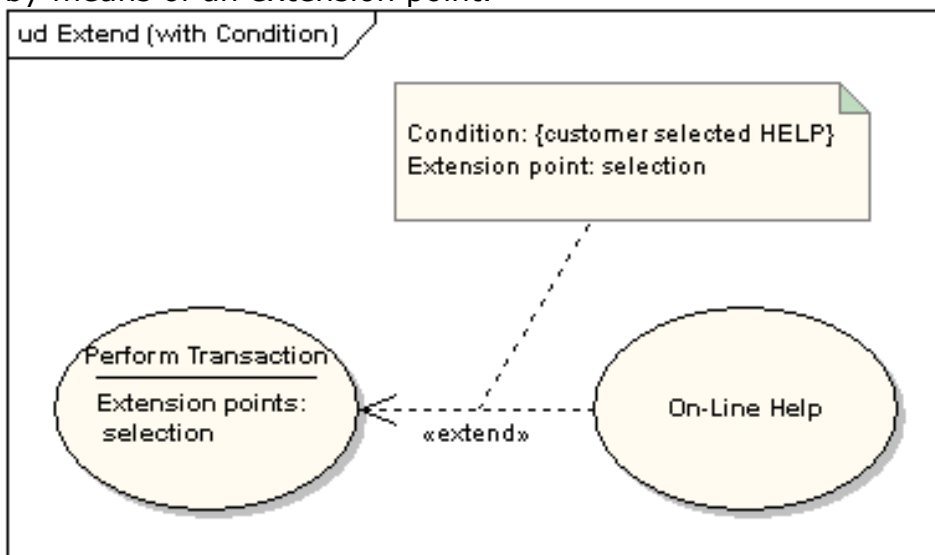 by means of an extension point.
ud Extend (with Condition)
Condition: {customer selected HELP}
Extension point: selection
Perform Transaction
Extension points:
selection
«extend»
On-Line Help